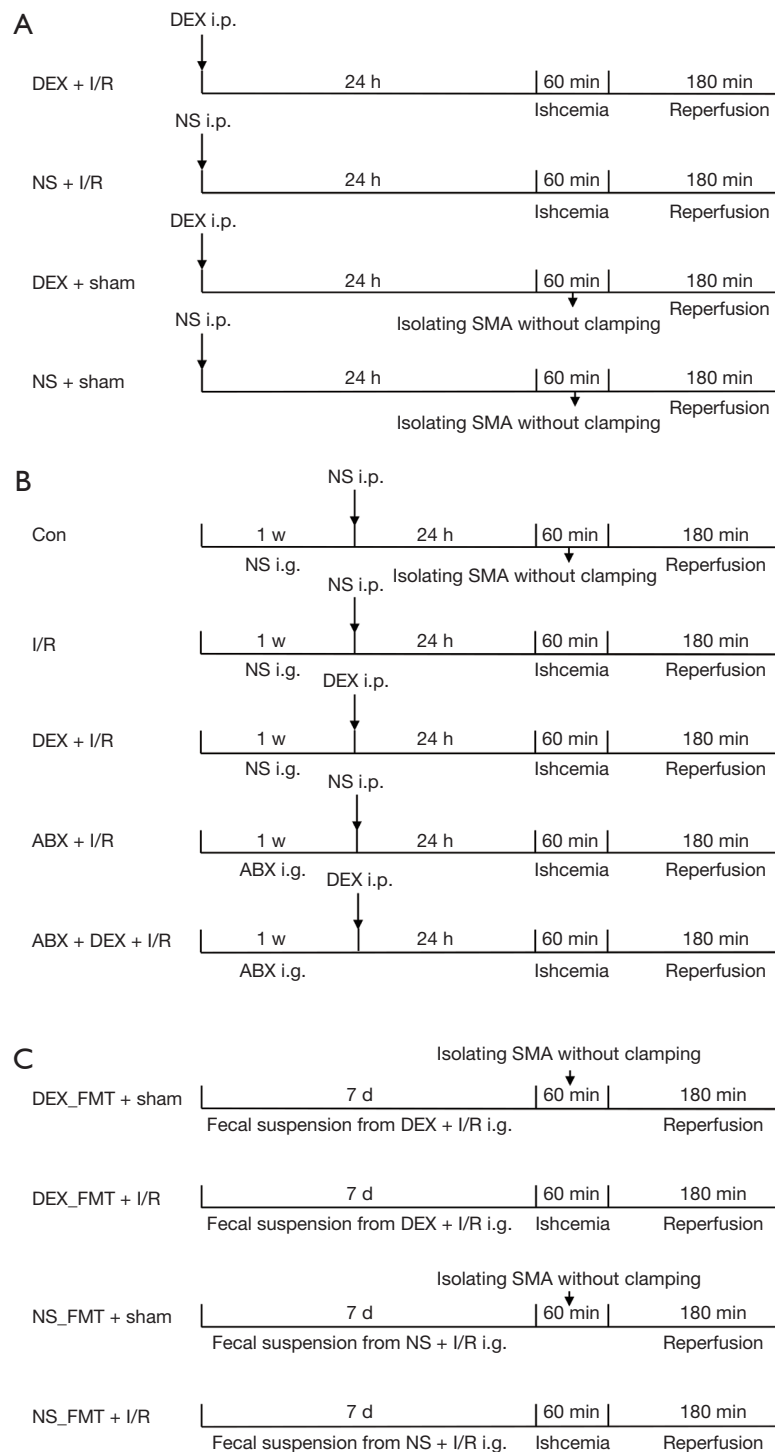 A
DEX i.p.
DEX + I/R 24 h 60 min 180 min
Ishcemia Reperfusion
NS i.p.
NS + I/R 24 h 60 min 180 min
Ishcemia Reperfusion
DEX i.p.
DEX + sham 24 h 60 min 180 min
Reperfusion
Isolating SMA without clamping
NS i.p.
NS + sham 24 h 60 min 180 min
Reperfusion
Isolating SMA without clamping
B
NS i.p.
Con 1 w 24 h 60 min 180 min
NS i.g. Isolating SMA without clamping Reperfusion
NS i.p.
I/R 1 w 24 h 60 min 180 min
NS i.g. Ishcemia Reperfusion
DEX i.p.
DEX + I/R 1 w 24 h 60 min 180 min
NS i.g. Ishcemia Reperfusion
NS i.p.
ABX + I/R 1 w 24 h 60 min 180 min
ABX i.g. Ishcemia Reperfusion
DEX i.p.
ABX + DEX + I/R 1 w 24 h 60 min 180 min
ABX i.g. Ishcemia Reperfusion
C
Isolating SMA without clamping
DEX_FMT + sham 7 d 60 min 180 min
Fecal suspension from DEX + I/R i.g. Reperfusion
DEX_FMT + I/R 7 d 60 min 180 min
Fecal suspension from DEX + I/R i.g. Ishcemia Reperfusion
Isolating SMA without clamping
NS_FMT + sham 7 d 60 min 180 min
Fecal suspension from NS + I/R i.g. Reperfusion
NS_FMT + I/R 7 d 60 min 180 min
Fecal suspension from NS + I/R i.g. Ishcemia Reperfusion